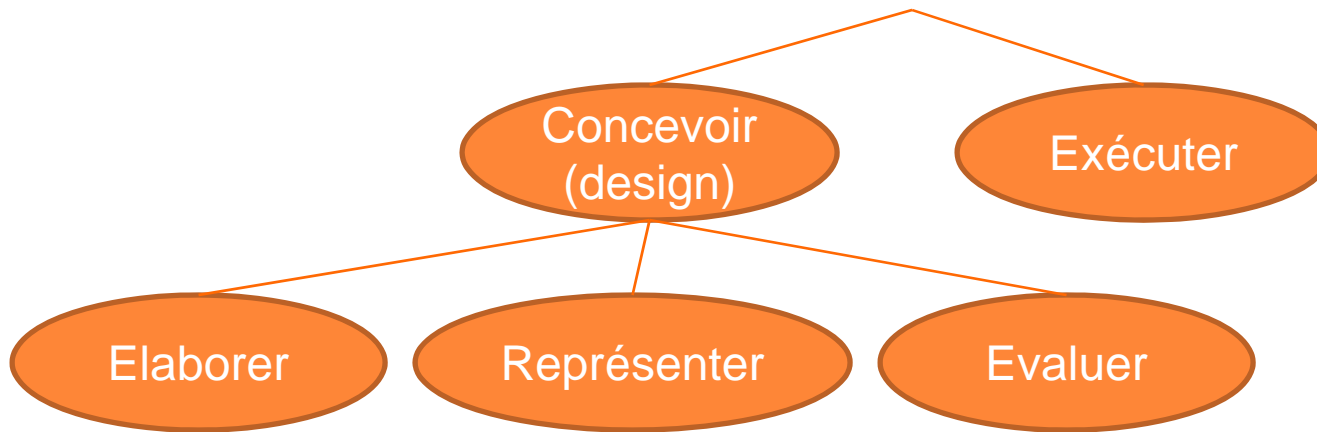 Concevoir
(design)
Exécuter
Elaborer
Représenter
Evaluer